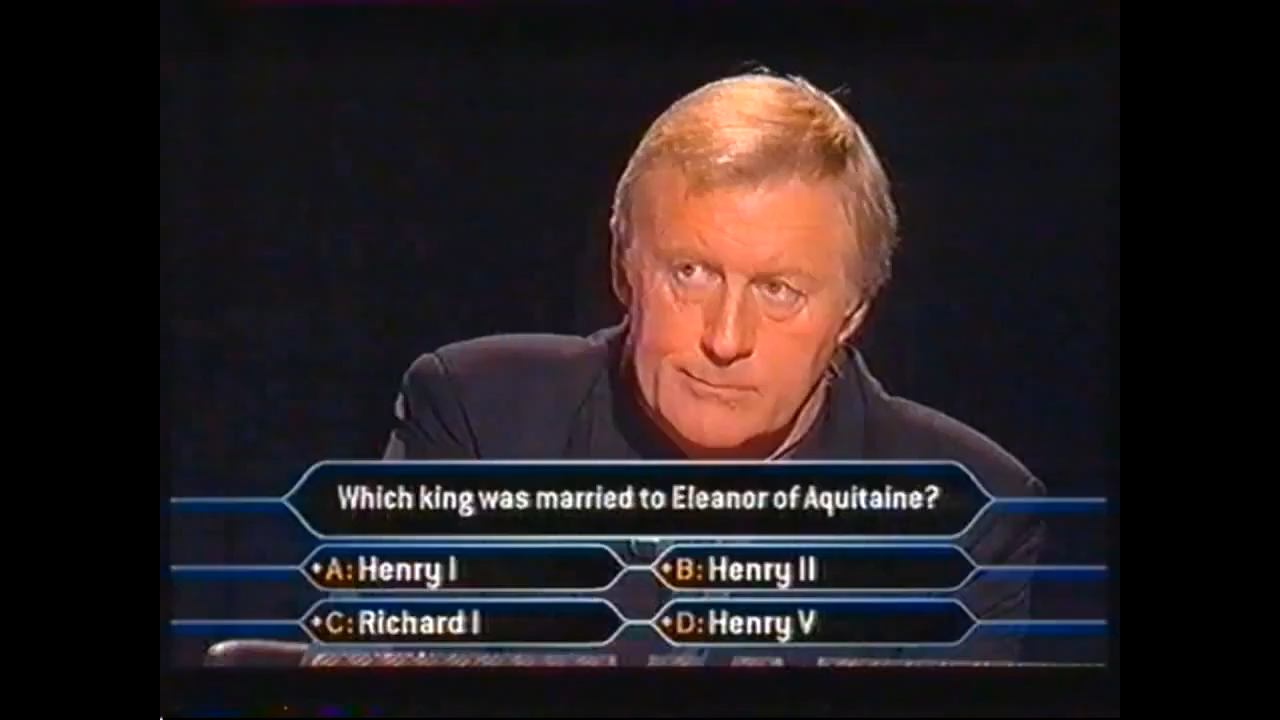 Which king was married to Eleanor of Aquitaine?
A: Henry I
B: Henry II
C: Richard I
D: Henry V